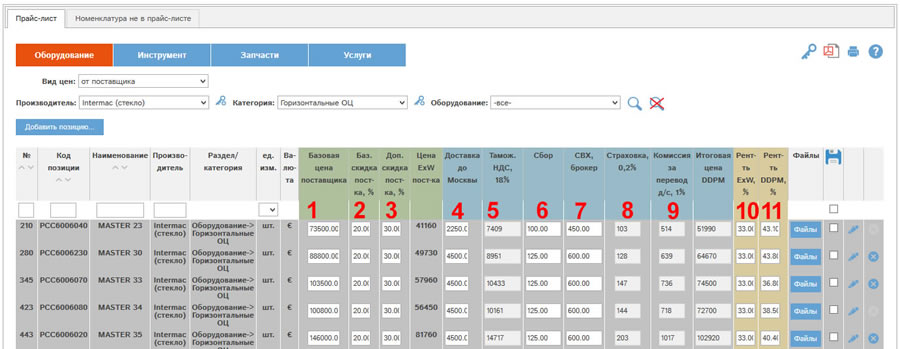 Прайс-лист Номенклатура не в прайс-листе
Оборудование Инструмент Запчасти Услуги
Вид цен: от поставщика
Производитель: Intermac (стекло) Категория: Горизонтальные ОЦ Оборудование: -все-
Добавить позицию...
№ Код позиции Наименование Произво-дитель Раздел/категория ед. изм. Ва-лю-та Базовая цена поставщика Баз. скидка пост-ка, % Доп. скидка пос-ка, % Цена ExW пост-ка Доставка до Москвы Тамож. НДС, 18% Сбор СВХ, брокер Страховка, 0,2% Комиссия за перевод д/с, 1% Итоговая цена DDPM Рент-ть ExW, % Рент-ть DDPM, % Файлы
1 2 3 4 5 6 7 8 9 10 11
210 PCC6006040 MASTER 23 Intermac (стекло) Оборудование-> Горизонтальные ОЦ шт. € 73500.0 20.00 30.00 41160 2250.0 7409 100.00 450.00 103 514 51990 33.00 43.10 Файлы
280 PCC6006230 MASTER 30 Intermac (стекло) Оборудование-> Горизонтальные ОЦ шт. € 88800.0 20.00 30.00 49730 4500.0 8951 125.00 600.00 128 639 64670 33.00 43.80 Файлы
345 PCC6006070 MASTER 33 Intermac (стекло) Оборудование-> Горизонтальные ОЦ шт. € 103500.0 20.00 30.00 57960 4500.0 10433 125.00 600.00 147 736 74500 33.00 36.80 Файлы
423 PCC6006080 MASTER 34 Intermac (стекло) Оборудование-> Горизонтальные ОЦ шт. € 100800.0 20.00 30.00 56450 4500.0 10161 125.00 600.00 144 718 72700 33.00 38.50 Файлы
443 PCC6006020 MASTER 35 Intermac (стекло) Оборудование-> Горизонтальные ОЦ шт. € 146000.0 20.00 30.00 81760 4500.0 14717 125.00 600.00 203 1017 102920 33.00 40.40 Файлы